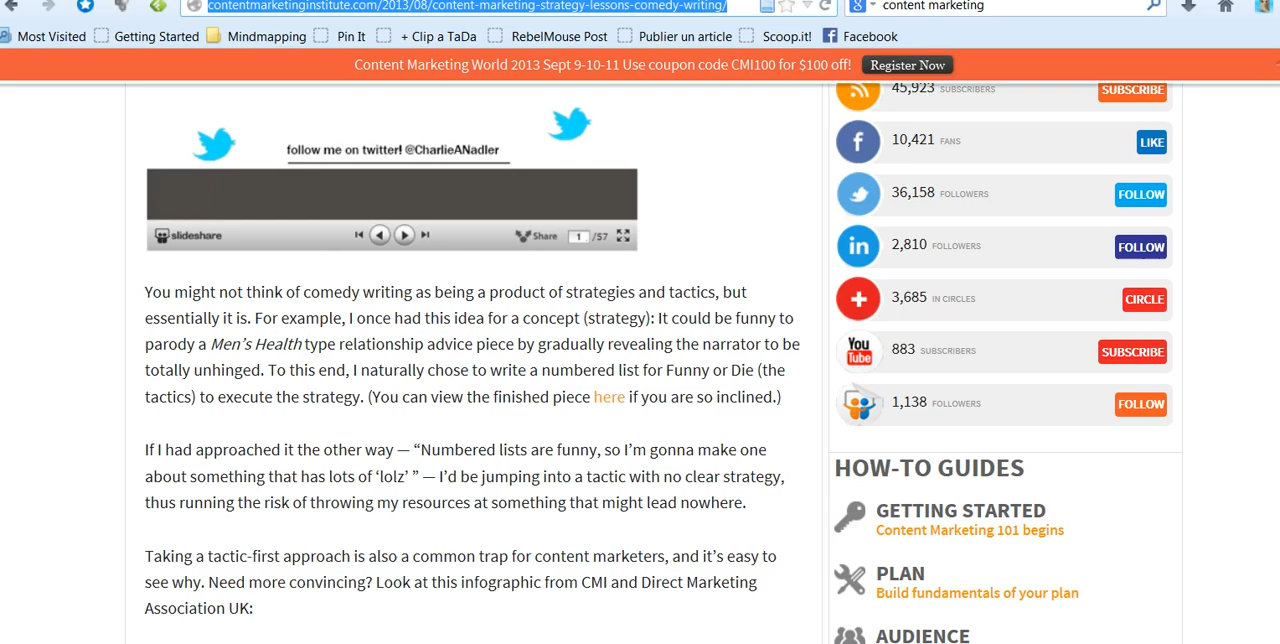 contentmarketinginstitute.com/2013/08/content-marketing-strategy-lessons-comedy-writing/
content marketing
Most Visited Getting Started Mindmapping Pin It + Clip a TaDa RebelMouse Post Publier un article Scoop.it! Facebook
Content Marketing World 2013 Sept 9-10-11 Use coupon code CMI100 for $100 off! Register Now
follow me on twitter! @CharlieANadler
slideshare
Share 1 /57
You might not think of comedy writing as being a product of strategies and tactics, but
essentially it is. For example, I once had this idea for a concept (strategy): It could be funny to
parody a Men's Health type relationship advice piece by gradually revealing the narrator to be
totally unhinged. To this end, I naturally chose to write a numbered list for Funny or Die (the
tactics) to execute the strategy. (You can view the finished piece here if you are so inclined.)
If I had approached it the other way — “Numbered lists are funny, so I’m gonna make one
about something that has lots of ‘lolz’ ” — I’d be jumping into a tactic with no clear strategy,
thus running the risk of throwing my resources at something that might lead nowhere.
Taking a tactic-first approach is also a common trap for content marketers, and it’s easy to
see why. Need more convincing? Look at this infographic from CMI and Direct Marketing
Association UK:
45,923 SUBSCRIBERS SUBSCRIBE
f 10,421 FANS LIKE
36,158 FOLLOWERS FOLLOW
in 2,810 FOLLOWERS FOLLOW
3,685 IN CIRCLES CIRCLE
You Tube 883 SUBSCRIBERS SUBSCRIBE
1,138 FOLLOWERS FOLLOW
HOW-TO GUIDES
GETTING STARTED
Content Marketing 101 begins
PLAN
Build fundamentals of your plan
AUDIENCE